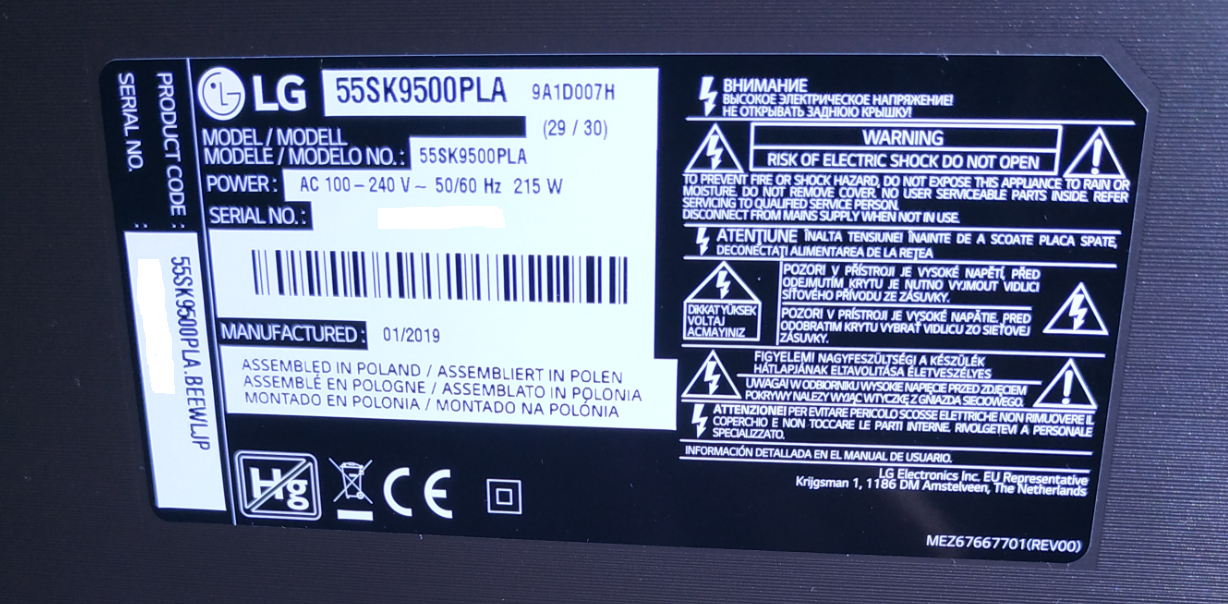 SERIAL NO. :
PRODUCT CODE :
55SK9500PLA.BEEWLJP
LG
55SK9500PLA
9A1D007H
(29 / 30)
MODEL / MODELL
MODELE / MODELO NO. : 55SK9500PLA
POWER : AC 100-240 V~ 50/60 Hz 215 W
SERIAL NO. :
MANUFACTURED : 01/2019
ASSEMBLED IN POLAND / ASSEMBLIERT IN POLEN
ASSEMBLÉ EN POLOGNE / ASSEMBLATO IN POLONIA
MONTADO EN POLONIA / MONTADO NA POLÓNIA
Hg
CE
ВНИМАНИЕ
ВЫСОКОЕ ЭЛЕКТРИЧЕСКОЕ НАПРЯЖЕНИЕ!
НЕ ОТКРЫВАТЬ ЗАДНЮЮ КРЫШКУ!
WARNING
RISK OF ELECTRIC SHOCK DO NOT OPEN
TO PREVENT FIRE OR SHOCK HAZARD, DO NOT EXPOSE THIS APPLIANCE TO RAIN OR
MOISTURE. DO NOT REMOVE COVER. NO USER SERVICEABLE PARTS INSIDE. REFER
SERVICING TO QUALIFIED SERVICE PERSON.
DISCONNECT FROM MAINS SUPPLY WHEN NOT IN USE.
ATENŢIUNE ÎNALTA TENSIUNE! ÎNAINTE DE A SCOATE PLACA SPATE,
DECONECTAŢI ALIMENTAREA DE LA REŢEA
DİKKAT YÜKSEK
VOLTAJ
ACMAYINIZ
POZORI V PŘÍSTROJI JE VYSOKÉ NAPĚTÍ, PŘED
ODEJMUTÍM KRYTU JE NUTNO VYJMOUT VIDLICI
SÍŤOVÉHO PŘÍVODU ZE ZÁSUVKY.
POZORI V PRÍSTROJI JE VYSOKÉ NAPÄTIE. PRED
ODOBRATIM KRYTU VYBRAŤ VIDLICU ZO SIEŤOVEJ
ZÁSUVKY.
FIGYELEM! NAGYFESZÜLTSÉG! A KÉSZÜLÉK
HÁTLAPJÁNAK ELTAVOLÍTÁSA ÉLETVESZÉLYES
UWAGA! W ODBIORNIKU WYSOKIE NAPIĘCIE PRZED ZDJĘCIEM
POKRYWY NALEŻY WYJĄĆ WTYCZKĘ Z GNIAZDA SIECIOWEGO.
ATTENZIONE! PER EVITARE PERICOLO SCOSSE ELETTRICHE NON RIMUOVERE IL
COPERCHIO E NON TOCCARE LE PARTI INTERNE. RIVOLGETEVI A PERSONALE
SPECIALIZZATO.
INFORMACIÓN DETALLADA EN EL MANUAL DE USUARIO.
LG Electronics Inc. EU Representative
Krijgsman 1, 1186 DM Amstelveen, The Netherlands
MEZ67667701(REV00)